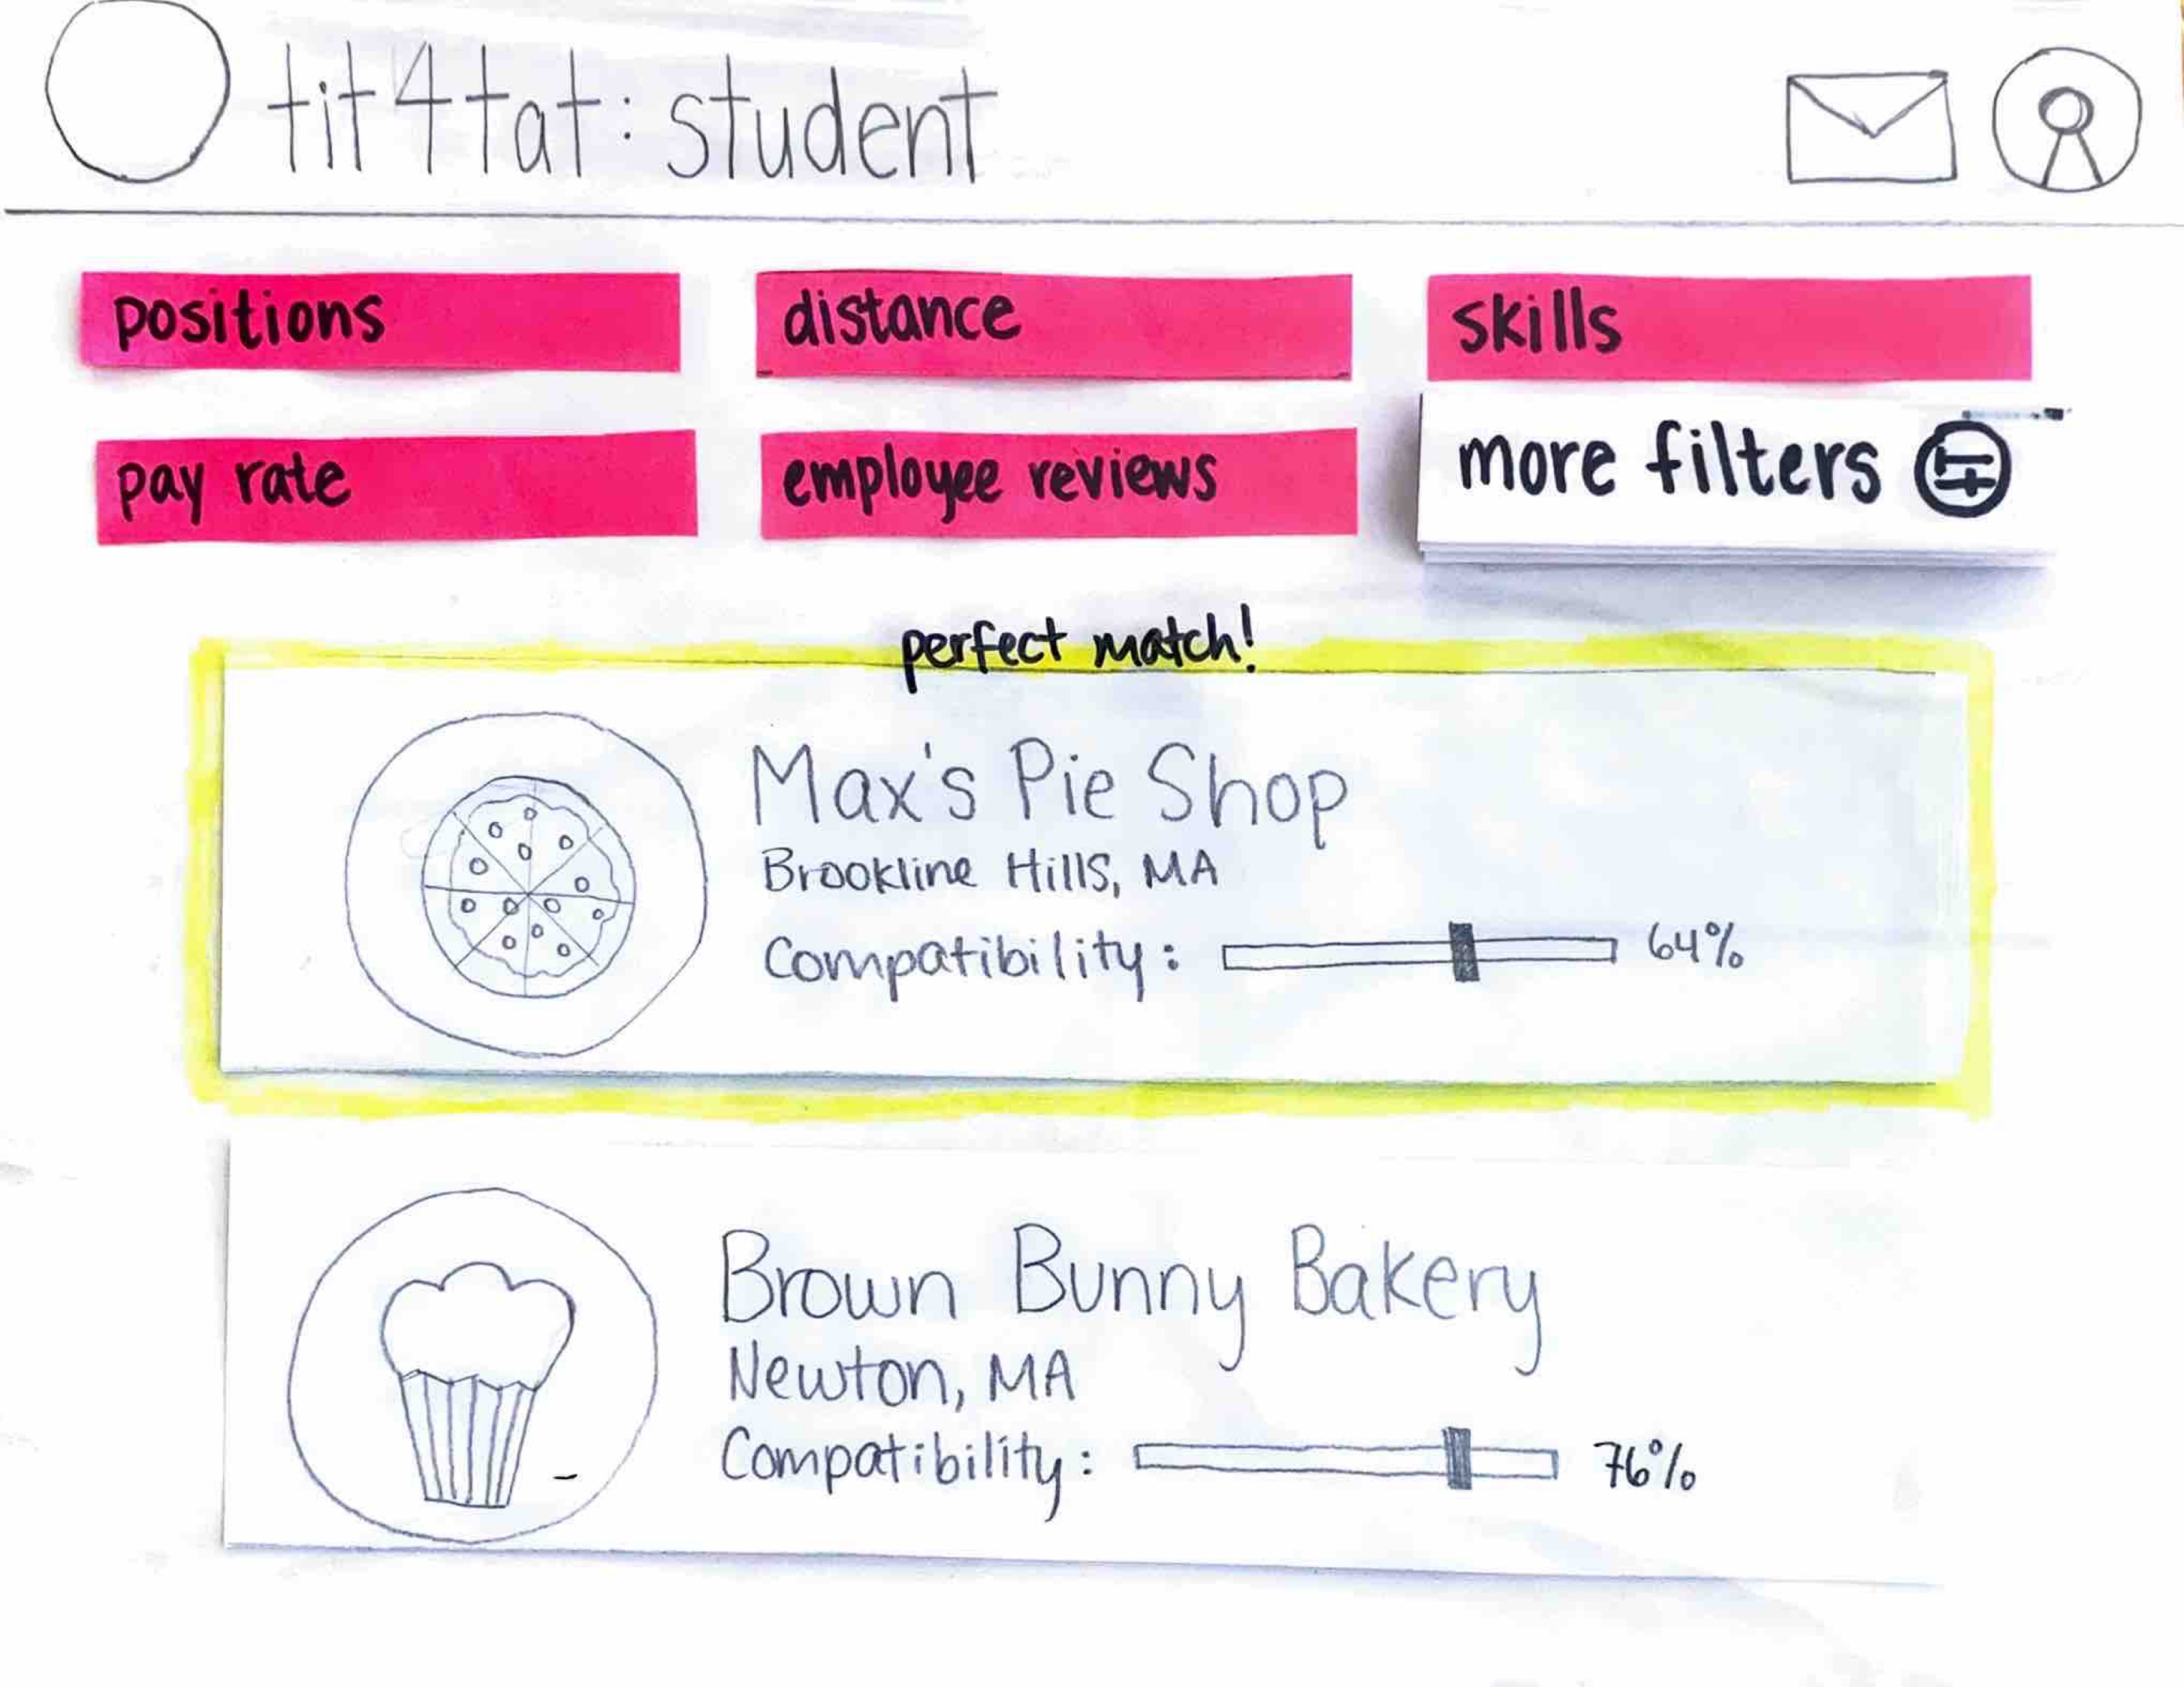 tit4tat: student
positions
distance
skills
pay rate
employee reviews
more filters
perfect match!
Max's Pie Shop
Brookline Hills, MA
Compatibility: 64%
Brown Bunny Bakery
Newton, MA
Compatibility: 76%